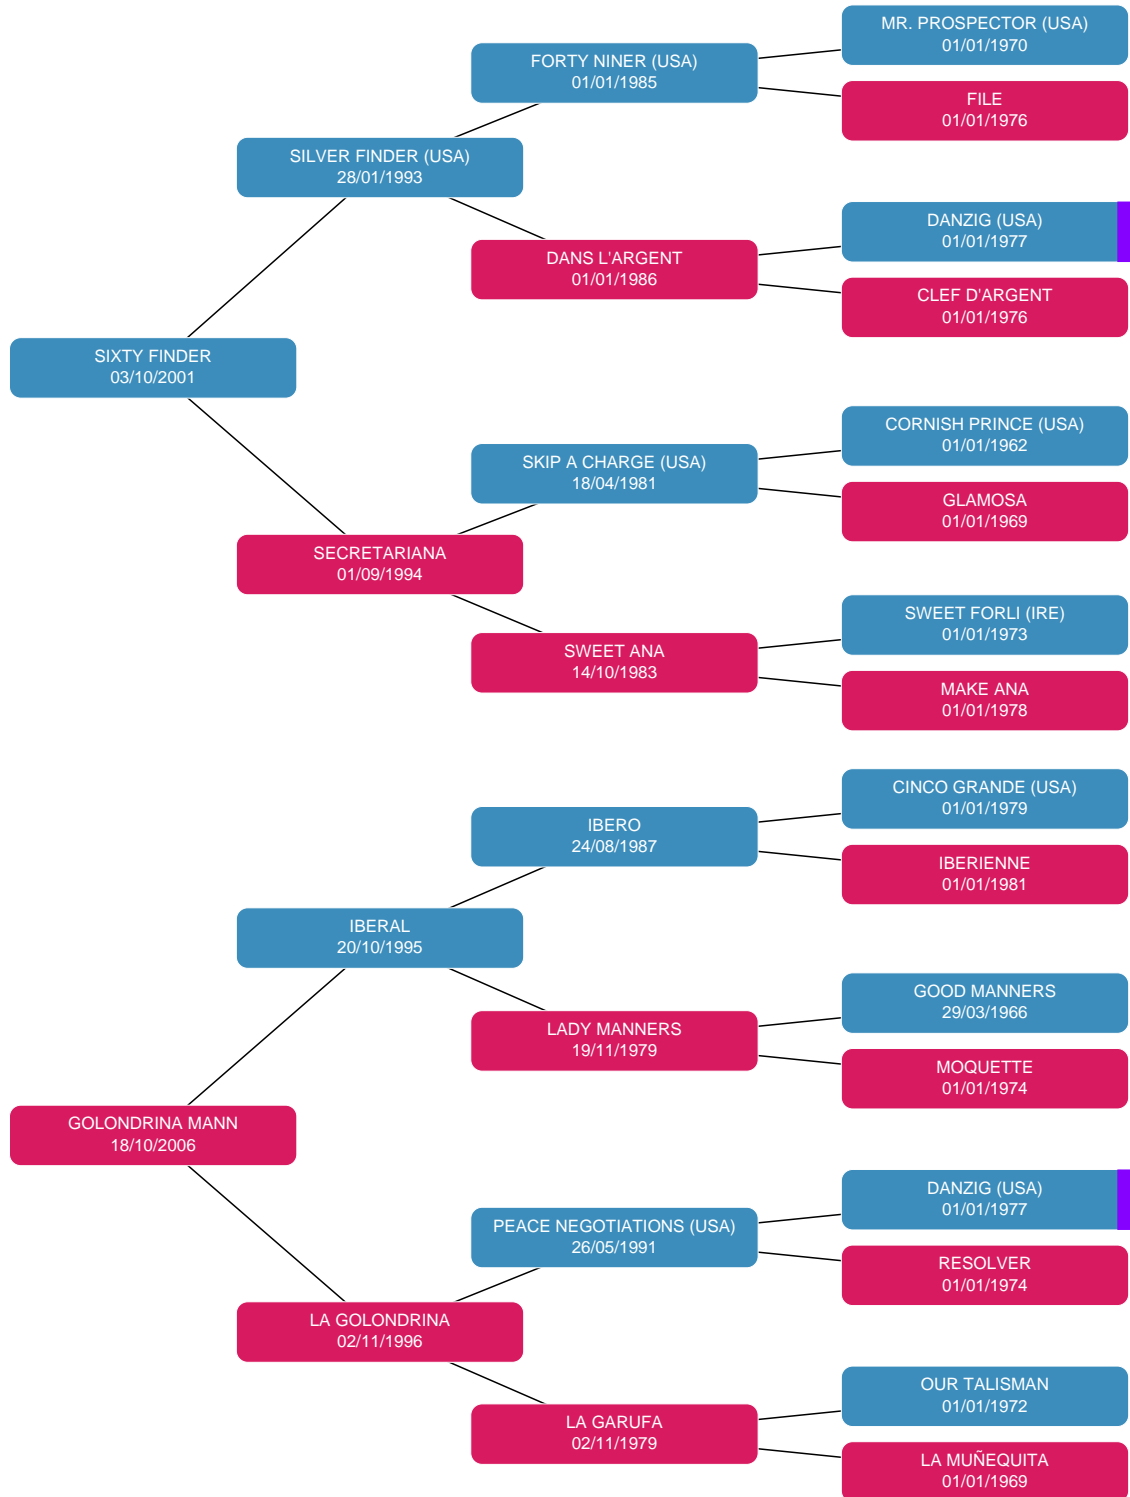 MR. PROSPECTOR (USA)
01/01/1970
FORTY NINER (USA)
01/01/1985
FILE
01/01/1976
SILVER FINDER (USA)
28/01/1993
DANZIG (USA)
01/01/1977
DANS L'ARGENT
01/01/1986
CLEF D'ARGENT
01/01/1976
SIXTY FINDER
03/10/2001
CORNISH PRINCE (USA)
01/01/1962
SKIP A CHARGE (USA)
18/04/1981
GLAMOSA
01/01/1969
SECRETARIANA
01/09/1994
SWEET FORLI (IRE)
01/01/1973
SWEET ANA
14/10/1983
MAKE ANA
01/01/1978
CINCO GRANDE (USA)
01/01/1979
IBERO
24/08/1987
IBERIENNE
01/01/1981
IBERAL
20/10/1995
GOOD MANNERS
29/03/1966
LADY MANNERS
19/11/1979
MOQUETTE
01/01/1974
GOLONDRINA MANN
18/10/2006
DANZIG (USA)
01/01/1977
PEACE NEGOTIATIONS (USA)
26/05/1991
RESOLVER
01/01/1974
LA GOLONDRINA
02/11/1996
OUR TALISMAN
01/01/1972
LA GARUFA
02/11/1979
LA MUÑEQUITA
01/01/1969